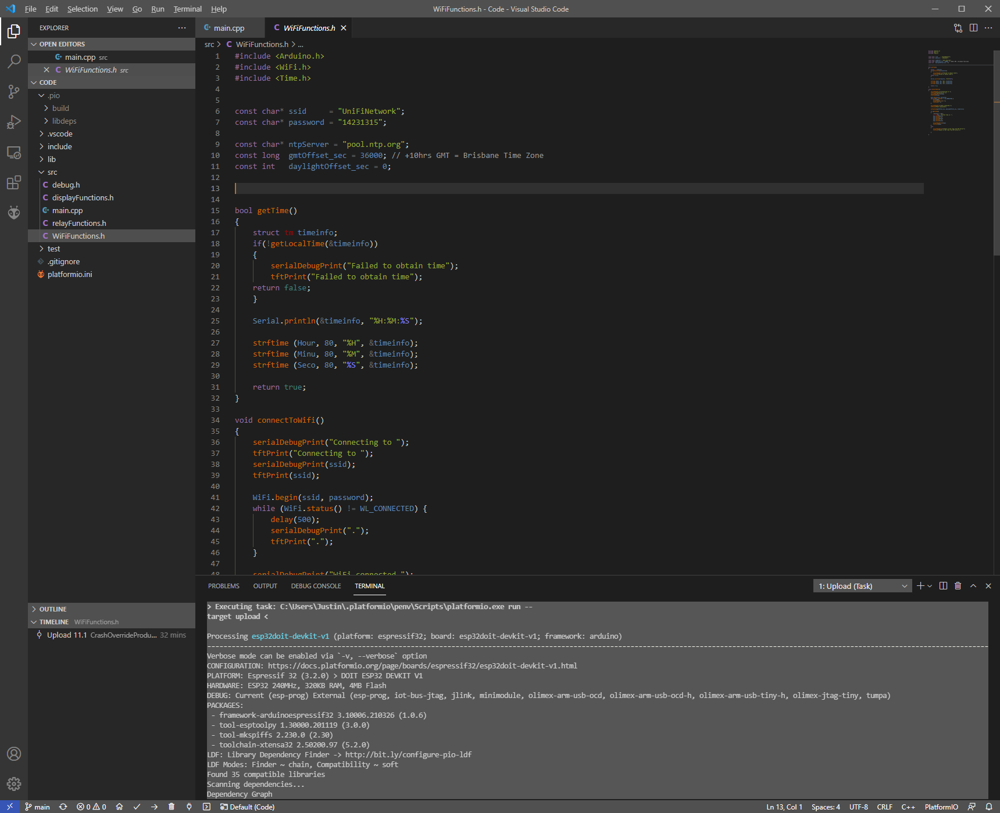 File Edit Selection View Go Run Terminal Help
WiFiFunctions.h - Code - Visual Studio Code
EXPLORER
OPEN EDITORS
main.cpp src
WiFiFunctions.h src
CODE
.pio
build
libdeps
.vscode
include
lib
src
debug.h
displayFunctions.h
main.cpp
relayFunctions.h
WiFiFunctions.h
test
.gitignore
platformio.ini
OUTLINE
TIMELINE WiFiFunctions.h
Upload 11.1 CrashOverrideProdu... 32 mins
main.cpp
WiFiFunctions.h
src > C WiFiFunctions.h > ...
1 #include <Arduino.h>
2 #include <WiFi.h>
3 #include <Time.h>
4
5
6 const char* ssid     = "UniFiNetwork";
7 const char* password = "14231315";
8
9 const char* ntpServer = "pool.ntp.org";
10 const long  gmtOffset_sec = 36000; // +10hrs GMT = Brisbane Time Zone
11 const int   daylightOffset_sec = 0;
12
13
14
15 bool getTime()
16 {
17     struct tm timeinfo;
18     if(!getLocalTime(&timeinfo))
19     {
20         serialDebugPrint("Failed to obtain time");
21         tftPrint("Failed to obtain time");
22     return false;
23     }
24
25     Serial.println(&timeinfo, "%H:%M:%S");
26
27     strftime (Hour, 80, "%H", &timeinfo);
28     strftime (Minu, 80, "%M", &timeinfo);
29     strftime (Seco, 80, "%S", &timeinfo);
30
31     return true;
32 }
33
34 void connectToWifi()
35 {
36     serialDebugPrint("Connecting to ");
37     tftPrint("Connecting to ");
38     serialDebugPrint(ssid);
39     tftPrint(ssid);
40
41     WiFi.begin(ssid, password);
42     while (WiFi.status() != WL_CONNECTED) {
43         delay(500);
44         serialDebugPrint(".");
45         tftPrint(".");
46     }
47
48     serialDebugPrint("WiFi connected.");
PROBLEMS OUTPUT DEBUG CONSOLE TERMINAL
1: Upload (Task)
> Executing task: C:\Users\Justin\.platformio\penv\Scripts\platformio.exe run --
target upload <
Processing esp32doit-devkit-v1 (platform: espressif32; board: esp32doit-devkit-v1; framework: arduino)
Verbose mode can be enabled via `-v, --verbose` option
CONFIGURATION: https://docs.platformio.org/page/boards/espressif32/esp32doit-devkit-v1.html
PLATFORM: Espressif 32 (3.2.0) > DOIT ESP32 DEVKIT V1
HARDWARE: ESP32 240MHz, 320KB RAM, 4MB Flash
DEBUG: Current (esp-prog) External (esp-prog, iot-bus-jtag, jlink, minimodule, olimex-arm-usb-ocd, olimex-arm-usb-ocd-h, olimex-arm-usb-tiny-h, olimex-jtag-tiny, tumpa)
PACKAGES:
- framework-arduinoespressif32 3.10006.210326 (1.0.6)
- tool-esptoolpy 1.30000.201119 (3.0.0)
- tool-mkspiffs 2.230.0 (2.30)
- toolchain-xtensa32 2.50200.97 (5.2.0)
LDF: Library Dependency Finder -> http://bit.ly/configure-pio-ldf
LDF Modes: Finder ~ chain, Compatibility ~ soft
Found 35 compatible libraries
Scanning dependencies...
Dependency Graph
main 0 0 Default (Code)
Ln 13, Col 1 Spaces: 4 UTF-8 CRLF C++ PlatformIO